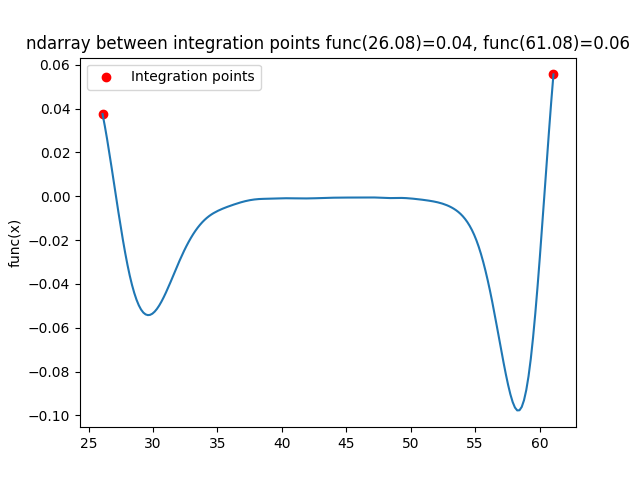 ndarray between integration points func(26.08)=0.04, func(61.08)=0.06
Integration points
func(x)
0.06
0.04
0.02
0.00
−0.02
−0.04
−0.06
−0.08
−0.10
25 30 35 40 45 50 55 60